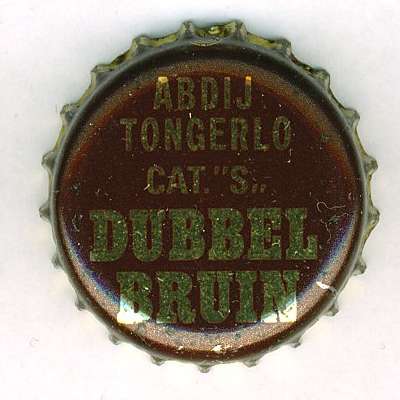 ABDIJ
TONGERLO
CAT."S„
DUBBEL
BRUIN